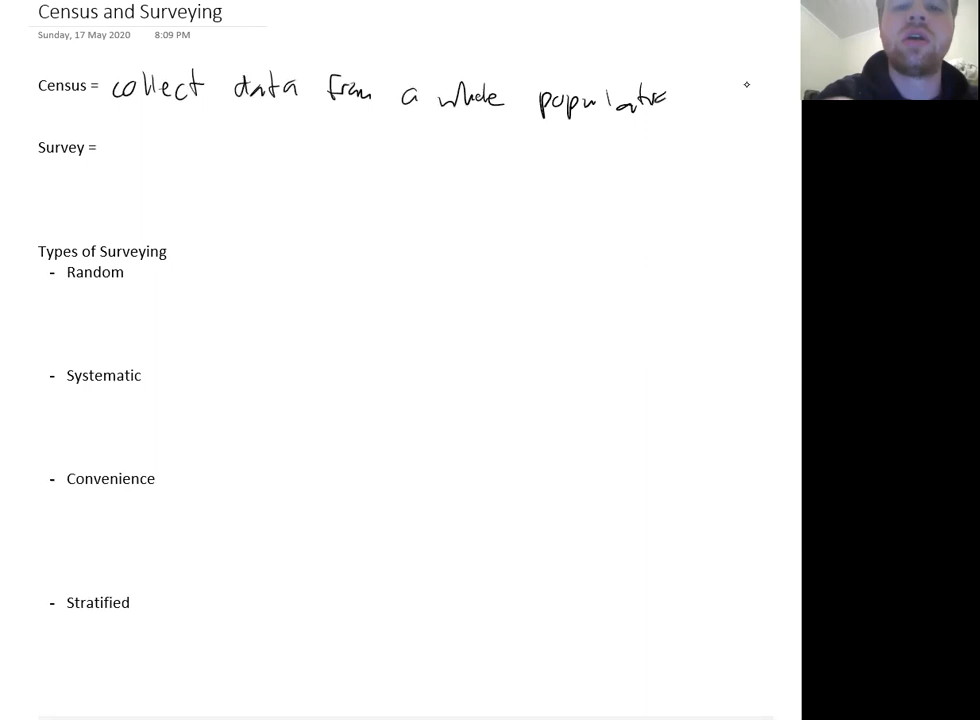 Census and Surveying
Sunday, 17 May 2020 8:09 PM
Census = collect data from a whole population
Survey =
Types of Surveying
- Random
- Systematic
- Convenience
- Stratified